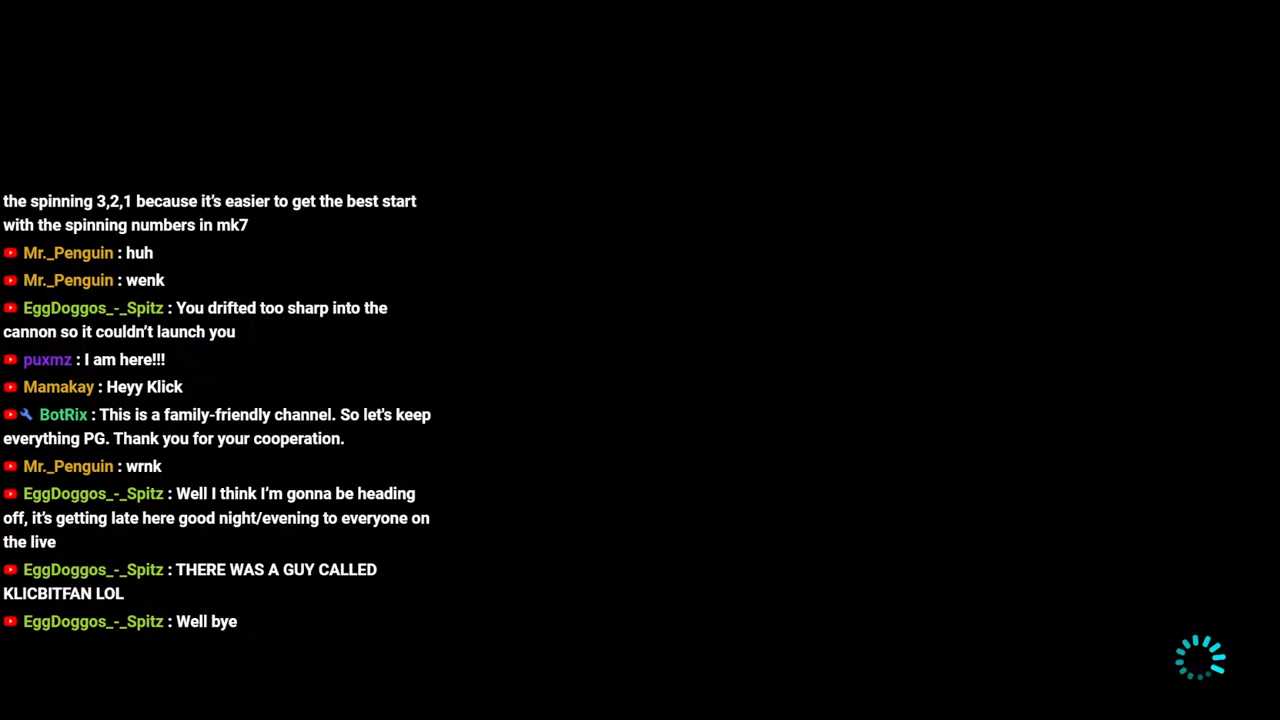 the spinning 3,2,1 because it’s easier to get the best start
with the spinning numbers in mk7
Mr._Penguin : huh
Mr._Penguin : wenk
EggDoggos_-_Spitz : You drifted too sharp into the
cannon so it couldn’t launch you
puxmz : I am here!!!
Mamakay : Heyy Klick
BotRix : This is a family-friendly channel. So let's keep
everything PG. Thank you for your cooperation.
Mr._Penguin : wrnk
EggDoggos_-_Spitz : Well I think I’m gonna be heading
off, it’s getting late here good night/evening to everyone on
the live
EggDoggos_-_Spitz : THERE WAS A GUY CALLED
KLICBITFAN LOL
EggDoggos_-_Spitz : Well bye